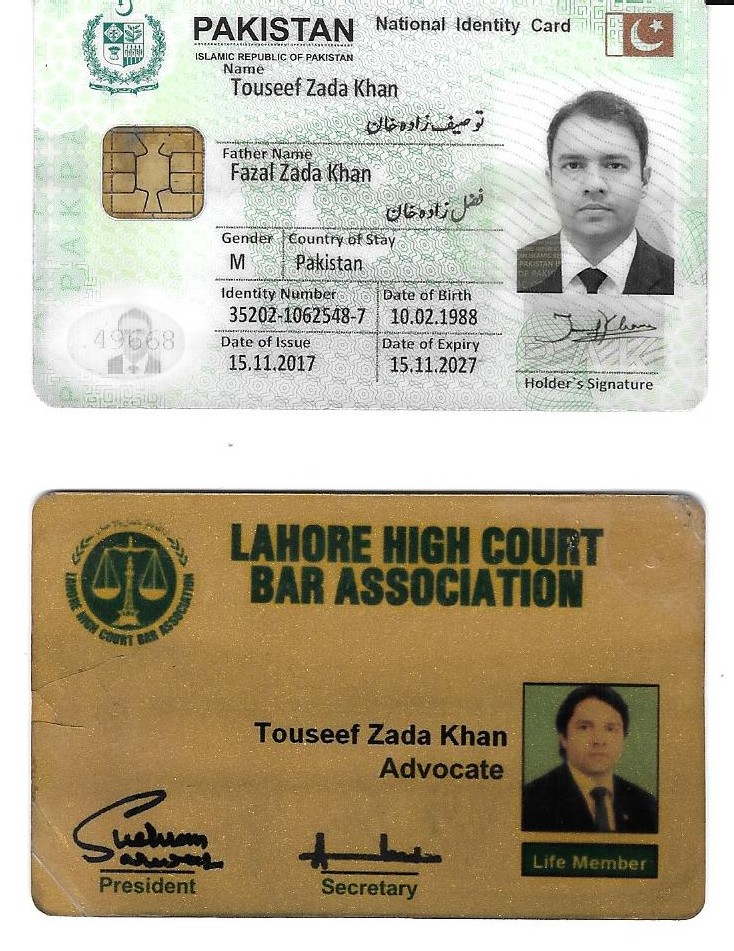 PAKISTAN National Identity Card
ISLAMIC REPUBLIC OF PAKISTAN
Name
Touseef Zada Khan
توصیف زادہ خان
Father Name
Fazal Zada Khan
فضل زادہ خان
Gender Country of Stay
M Pakistan
Identity Number Date of Birth
35202-1062548-7 10.02.1988
Date of Issue Date of Expiry
15.11.2017 15.11.2027
49668
Holder's Signature
LAHORE HIGH COURT
BAR ASSOCIATION
LAHORE HIGH COURT BAR ASSOCIATION
Touseef Zada Khan
Advocate
President
Secretary
Life Member